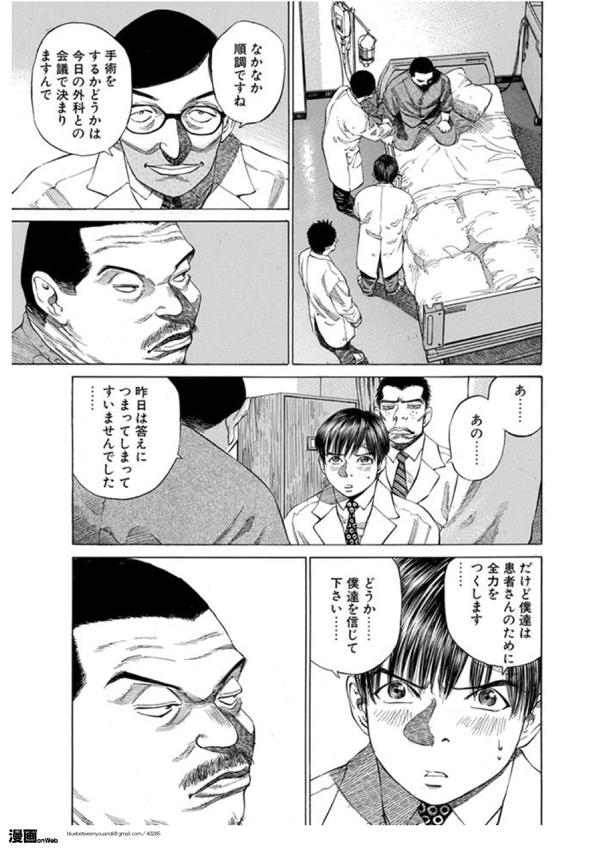 なかなか
順調ですね
手術を
するかどうかは
今日の外科との
会議で決まり
ますんで
あ……
あの……
昨日は答えに
つまってしまって
すいませんでした
……
だけど僕達は
患者さんのために
全力を
つくします
……
どうか……
僕達を信じて
下さい……
漫画onWeb
bluebetweenyouandi@gmail.com/40285